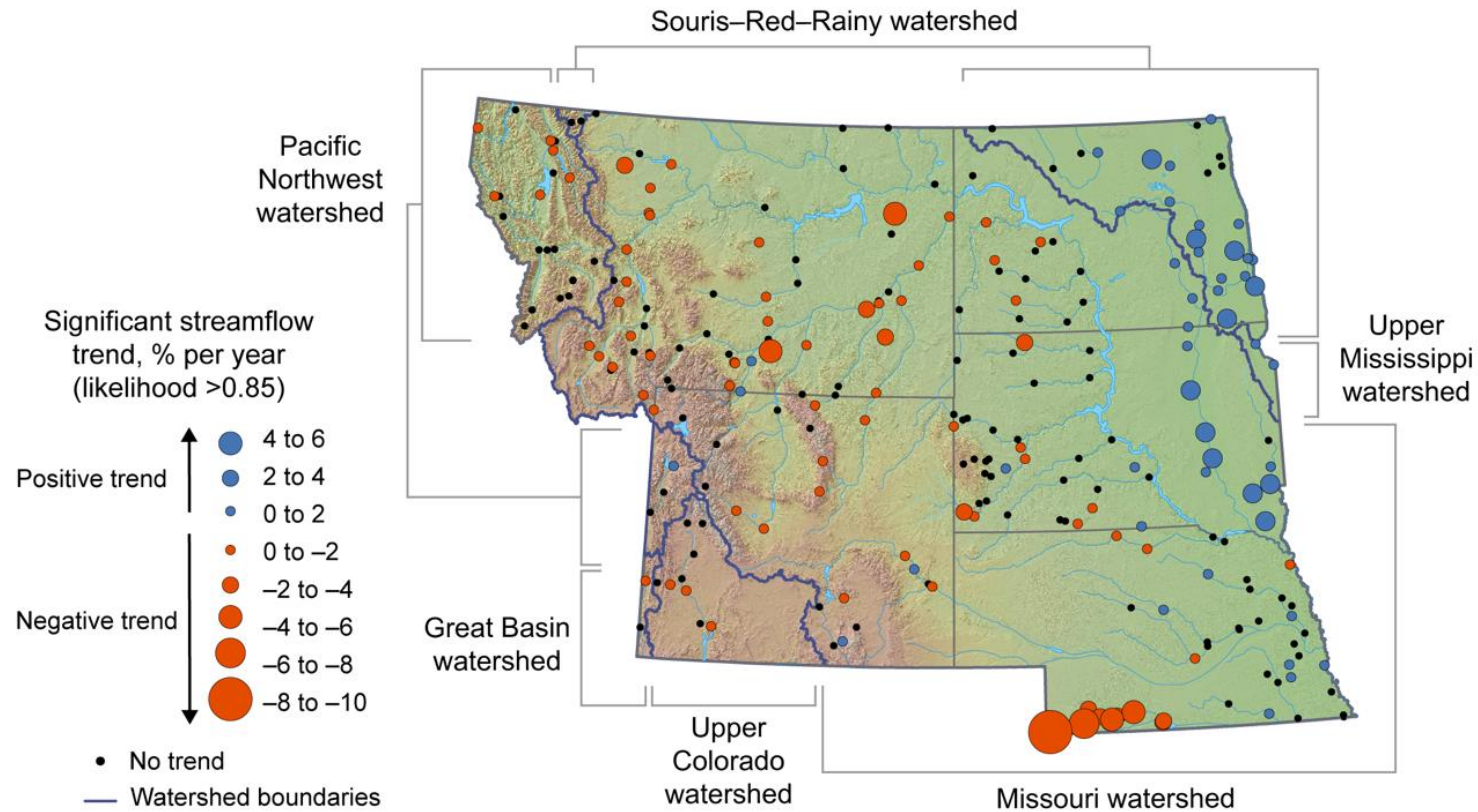 Souris–Red–Rainy watershed
Pacific
Northwest
watershed
Significant streamflow
trend, % per year
(likelihood >0.85)
Positive trend
4 to 6
2 to 4
0 to 2
Negative trend
0 to –2
–2 to –4
–4 to –6
–6 to –8
–8 to –10
No trend
Watershed boundaries
Great Basin
watershed
Upper
Colorado
watershed
Missouri watershed
Upper
Mississippi
watershed